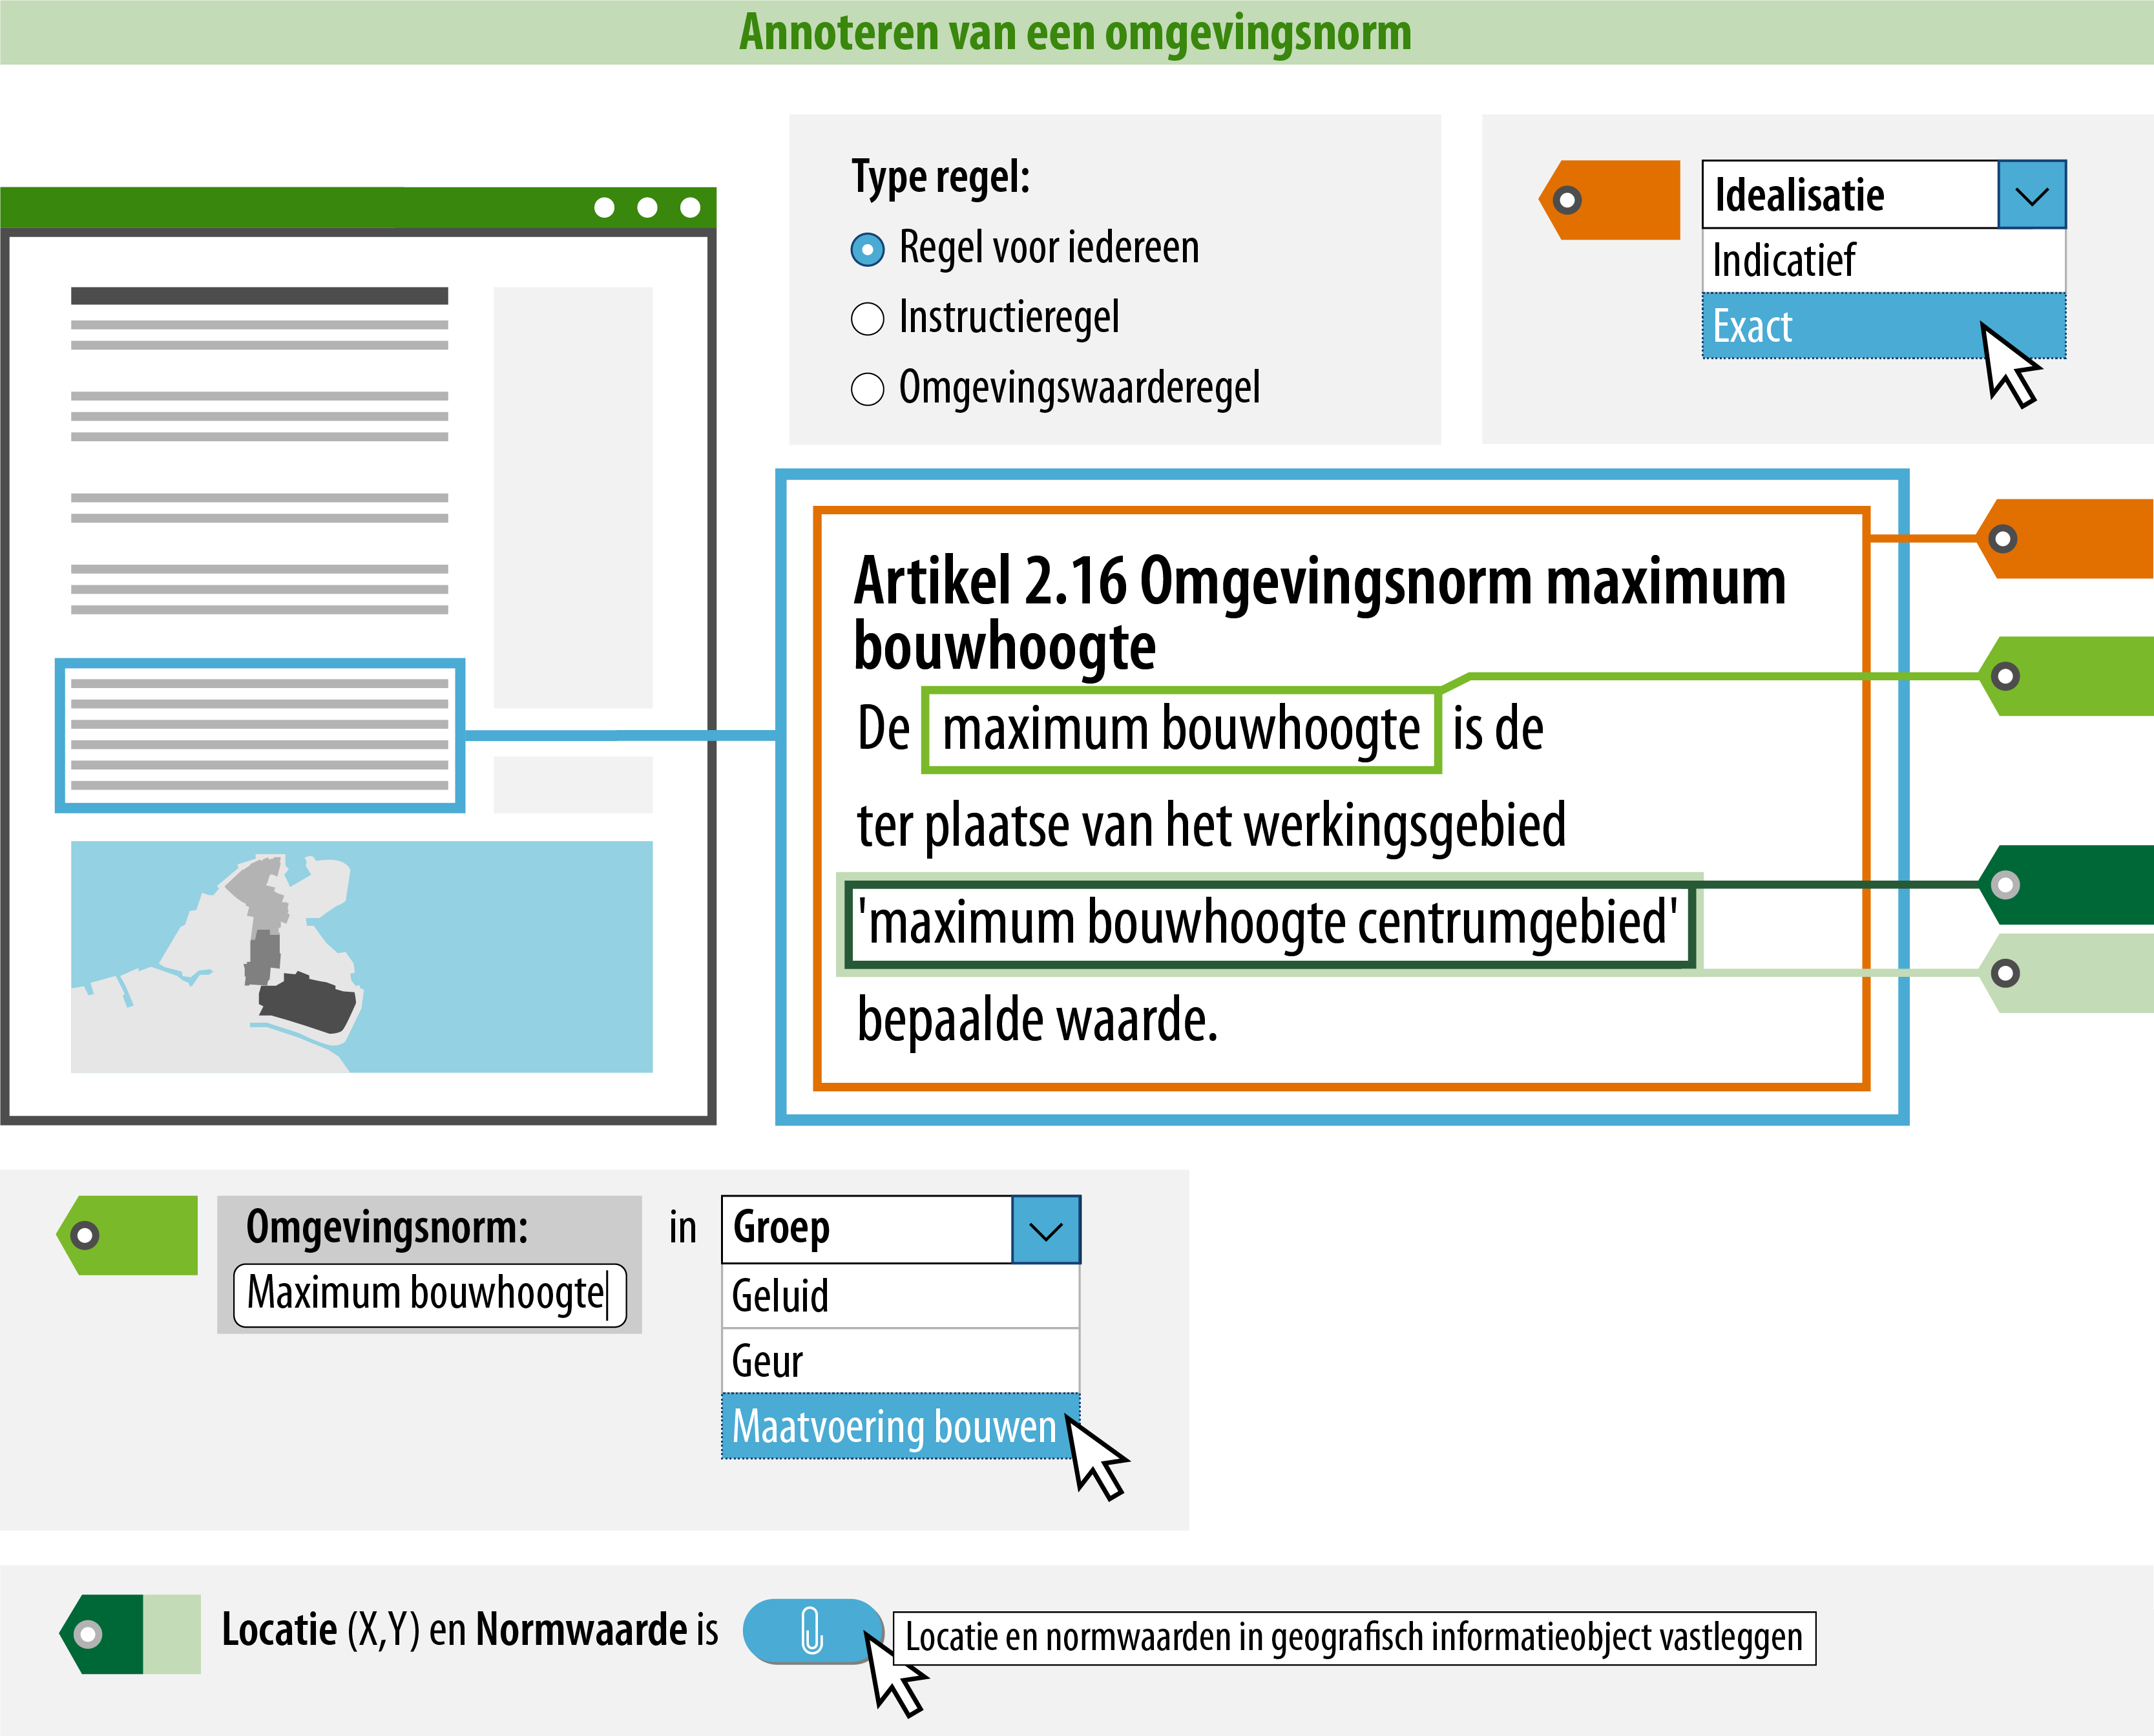 Annoteren van een omgevingsnorm
Type regel:
Regel voor iedereen
Instructieregel
Omgevingswaarderegel
Idealisatie
Indicatief
Exact
Artikel 2.16 Omgevingsnorm maximum
bouwhoogte
De maximum bouwhoogte is de
ter plaatse van het werkingsgebied
'maximum bouwhoogte centrumgebied'
bepaalde waarde.
Omgevingsnorm:
Maximum bouwhoogte
in
Groep
Geluid
Geur
Maatvoering bouwen
Locatie (X,Y) en Normwaarde is
Locatie en normwaarden in geografisch informatieobject vastleggen